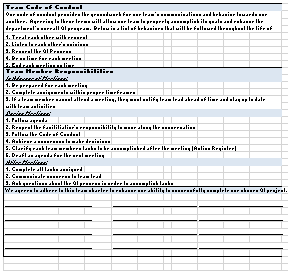 Team Code of Conduct
Our code of conduct provides the groundwork for our team's communications and behavior towards one
another. Agreeing to these terms will allow our team to properly accomplish its goals and enhance the
department's overall QI program. Below is a list of behaviors that will be followed throughout the life of
1. Treat each other with respect
2. Listen to each other's opinions
3. Respect the QI Process
4. Be on time for each meeting
5. End each meeting on time
Team Member Responsibilities
In Advance of Meetings:
1. Be prepared for each meeting
2. Complete assignments within proper timeframes
3. If a team member cannot attend a meeting, they must notify team lead ahead of time and stay up to date
with team activities
During Meetings:
1. Follow agenda
2. Respect the facilitator's responsibility to move along the conversation
3. Follow the Code of Conduct
4. Achieve a consensus to make decisions
5. Clarify each team members tasks to be accomplished after the meeting (Action Register)
6. Draft an agenda for the next meeting
After Meetings:
1. Complete all tasks assigned
2. Communicate concerns to team lead
3. Ask questions about the QI process in order to accomplish tasks
We agree to adhere to this team charter to enhance our ability to successfully complete our chosen QI project.